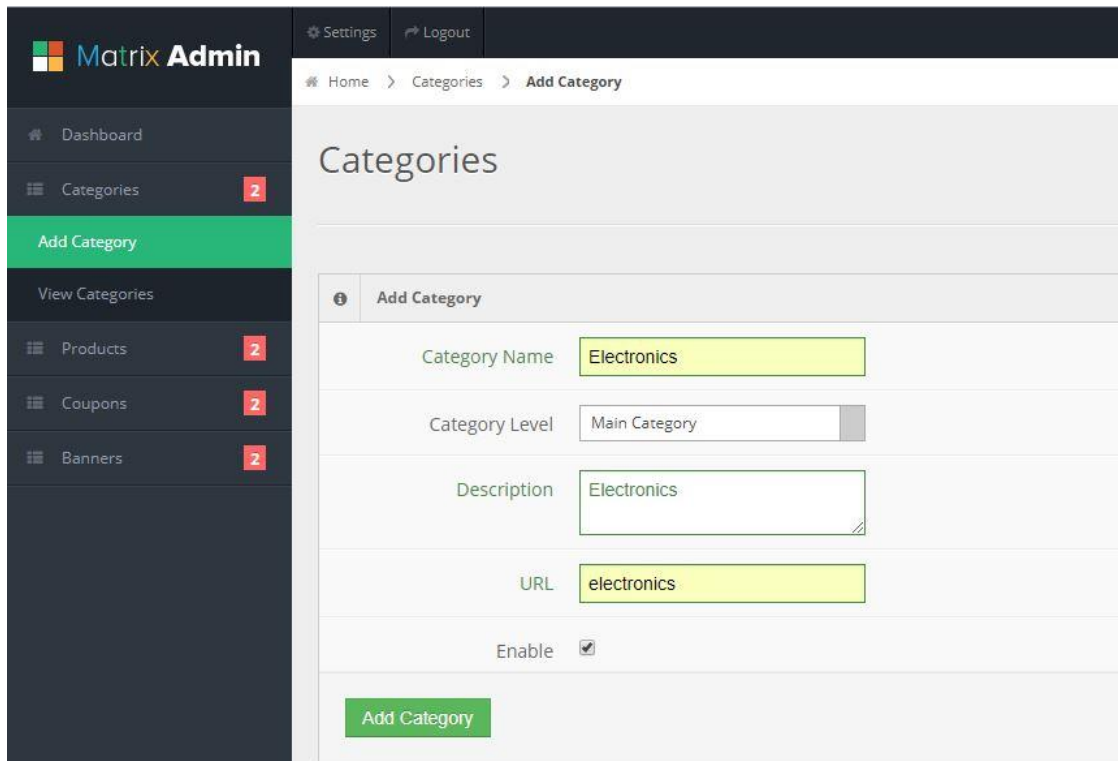 Matrix Admin
Settings Logout
Home > Categories > Add Category
Dashboard
Categories 2
Add Category
View Categories
Products 2
Coupons 2
Banners 2
Categories
Add Category
Category Name Electronics
Category Level Main Category
Description Electronics
URL electronics
Enable
Add Category